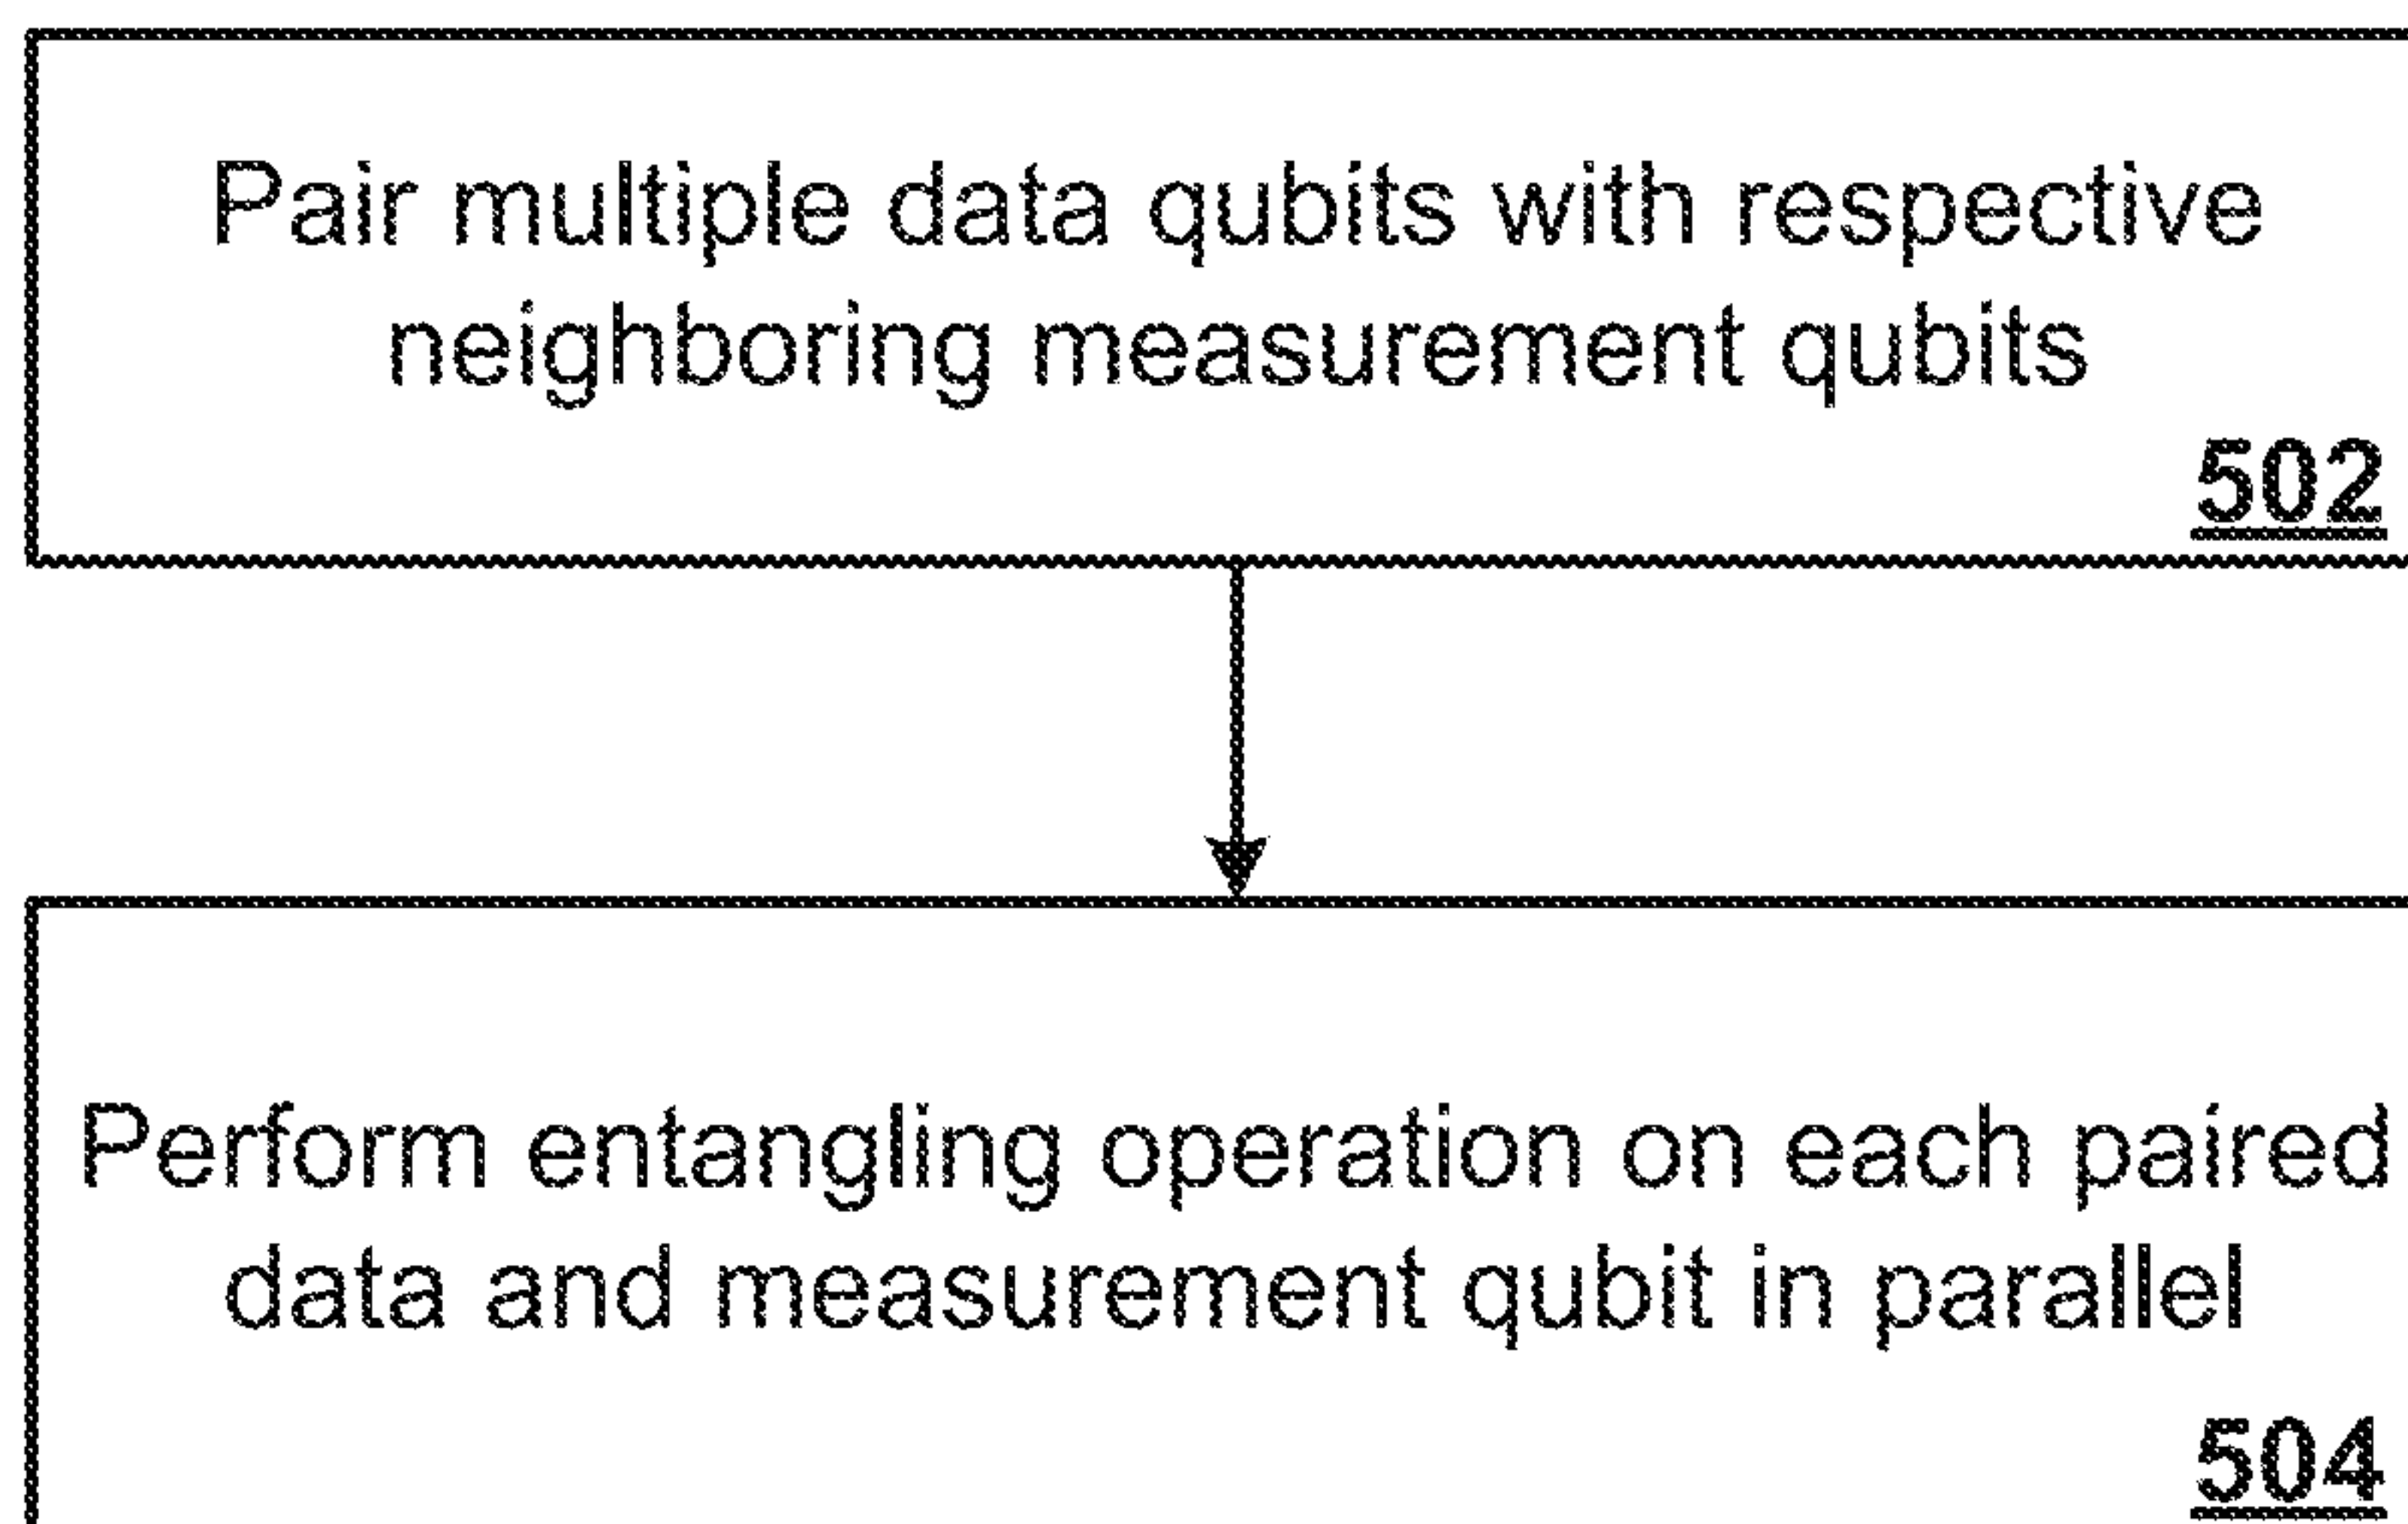 Pair multiple data qubits with respective
neighboring measurement qubits
502
Perform entangling operation on each paired
data and measurement qubit in parallel
504